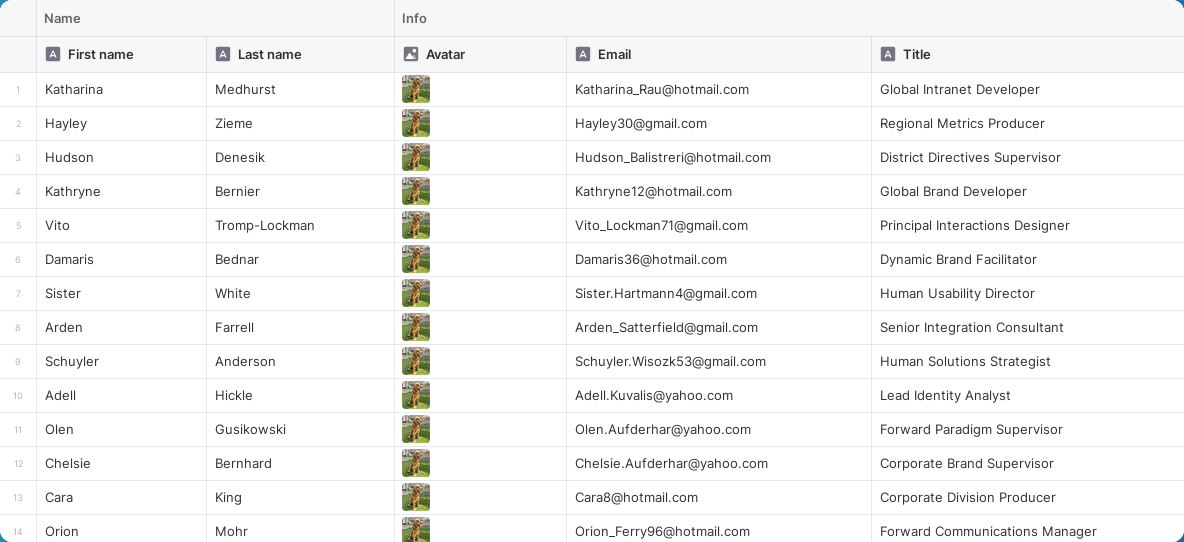 Name Info
First name Last name Avatar Email Title
1 Katharina Medhurst Katharina_Rau@hotmail.com Global Intranet Developer
2 Hayley Zieme Hayley30@gmail.com Regional Metrics Producer
3 Hudson Denesik Hudson_Balistreri@hotmail.com District Directives Supervisor
4 Kathryne Bernier Kathryne12@hotmail.com Global Brand Developer
5 Vito Tromp-Lockman Vito_Lockman71@gmail.com Principal Interactions Designer
6 Damaris Bednar Damaris36@hotmail.com Dynamic Brand Facilitator
7 Sister White Sister.Hartmann4@gmail.com Human Usability Director
8 Arden Farrell Arden_Satterfield@gmail.com Senior Integration Consultant
9 Schuyler Anderson Schuyler.Wisozk53@gmail.com Human Solutions Strategist
10 Adell Hickle Adell.Kuvalis@yahoo.com Lead Identity Analyst
11 Olen Gusikowski Olen.Aufderhar@yahoo.com Forward Paradigm Supervisor
12 Chelsie Bernhard Chelsie.Aufderhar@yahoo.com Corporate Brand Supervisor
13 Cara King Cara8@hotmail.com Corporate Division Producer
14 Orion Mohr Orion_Ferry96@hotmail.com Forward Communications Manager